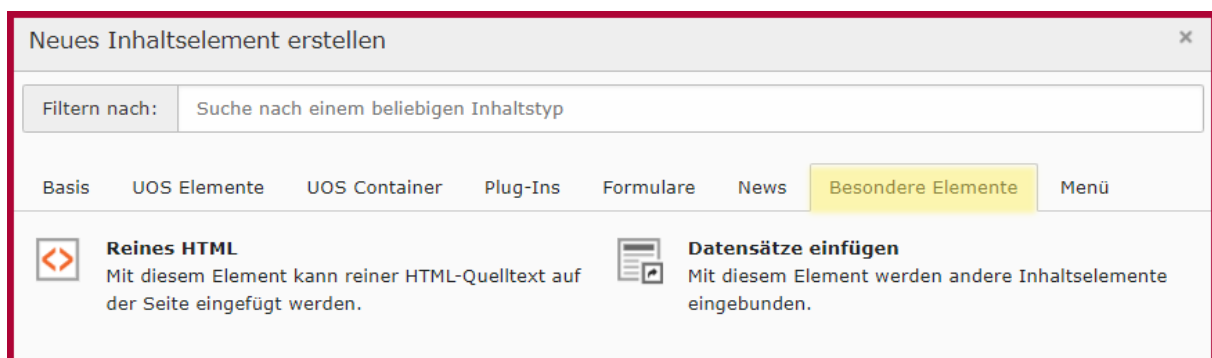 Neues Inhaltselement erstellen ×
Filtern nach: Suche nach einem beliebigen Inhaltstyp
Basis UOS Elemente UOS Container Plug-Ins Formulare News Besondere Elemente Menü
Reines HTML
Mit diesem Element kann reiner HTML-Quelltext auf
der Seite eingefügt werden.
Datensätze einfügen
Mit diesem Element werden andere Inhaltselemente
eingebunden.